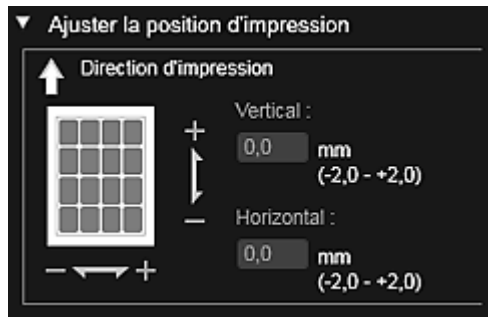 Ajuster la position d'impression
Direction d'impression
Vertical :
+
0,0 mm
(-2,0 - +2,0)
−
Horizontal :
− +
0,0 mm
(-2,0 - +2,0)